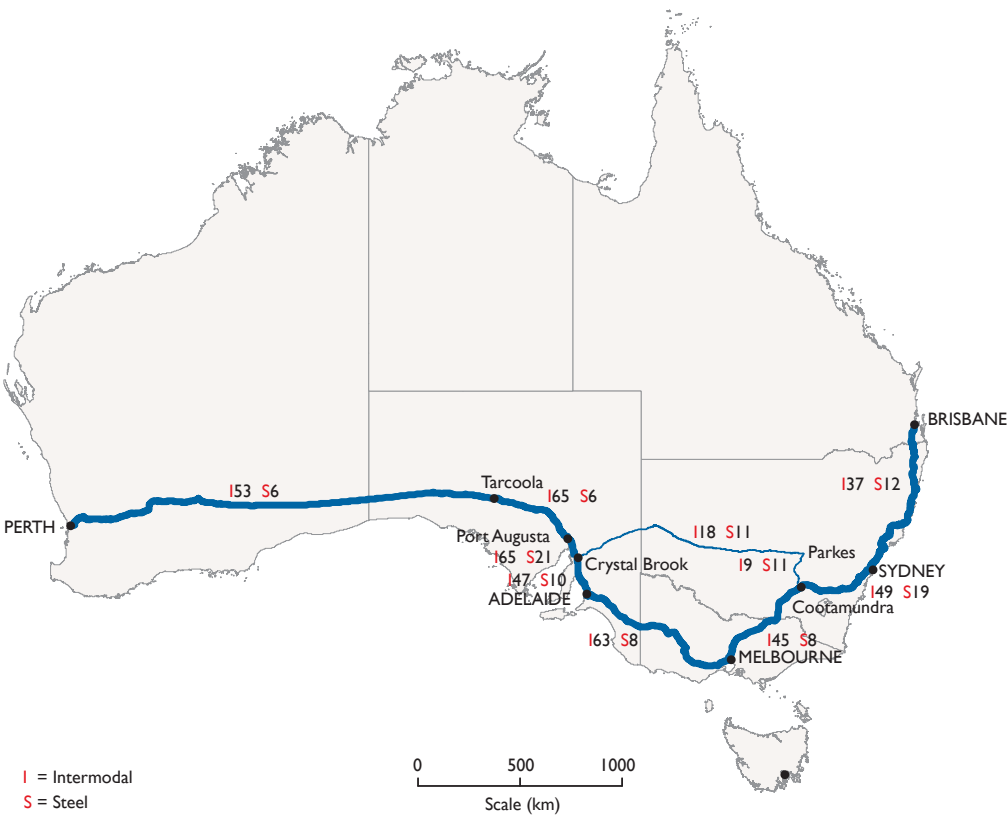 BRISBANE
I37 S12
Tarcoola
I53 S6
I65 S6
PERTH
Port Augusta
I18 S11
Parkes
I65 S21
Crystal Brook
I9 S11
SYDNEY
I47 S10
I49 S19
ADELAIDE
Cootamundra
I63 S8
I45 S8
MELBOURNE
I = Intermodal
S = Steel
0 500 1000
Scale (km)